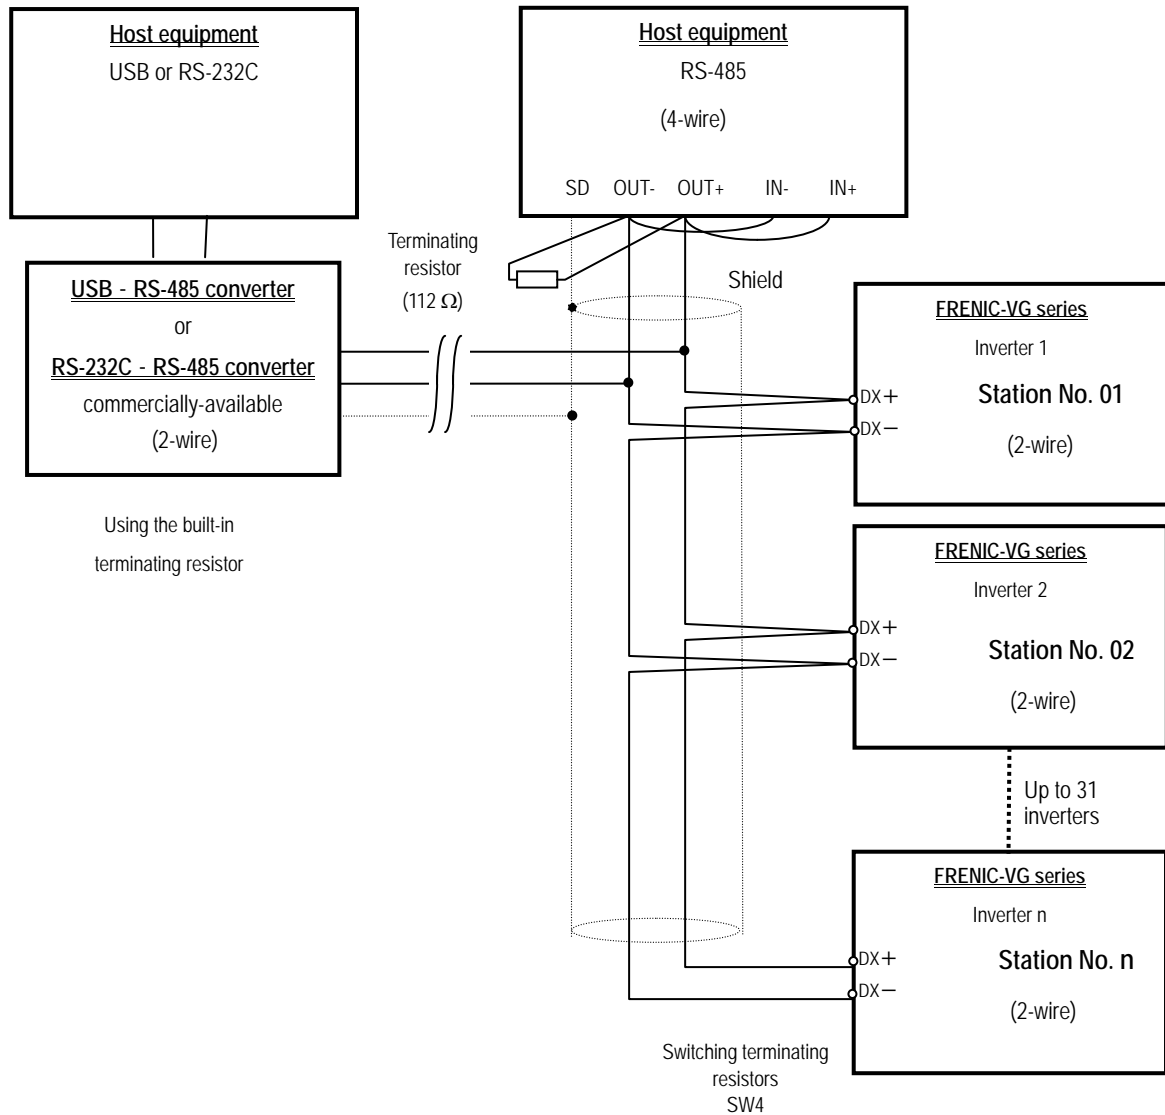 Host equipment
USB or RS-232C
Host equipment
RS-485
(4-wire)
SD OUT- OUT+ IN- IN+
Terminating
resistor
(112 Ω)
Shield
USB - RS-485 converter
or
RS-232C - RS-485 converter
commercially-available
(2-wire)
Using the built-in
terminating resistor
FRENIC-VG series
Inverter 1
DX+
Station No. 01
DX−
(2-wire)
FRENIC-VG series
Inverter 2
DX+
Station No. 02
DX−
(2-wire)
Up to 31
inverters
FRENIC-VG series
Inverter n
DX+
Station No. n
DX−
(2-wire)
Switching terminating
resistors
SW4